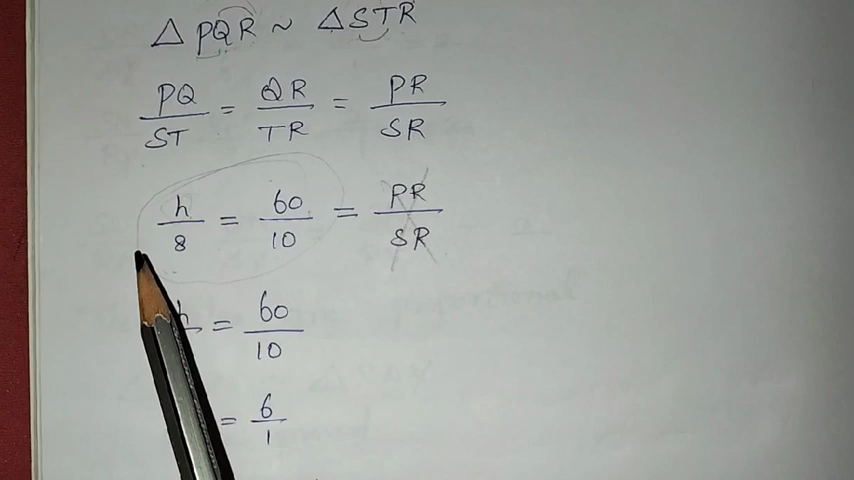 △ PQR ~ △STR
PQ/ST = QR/TR = PR/SR
h/8 = 60/10 = PR/SR
h = 60/10
= 6/1